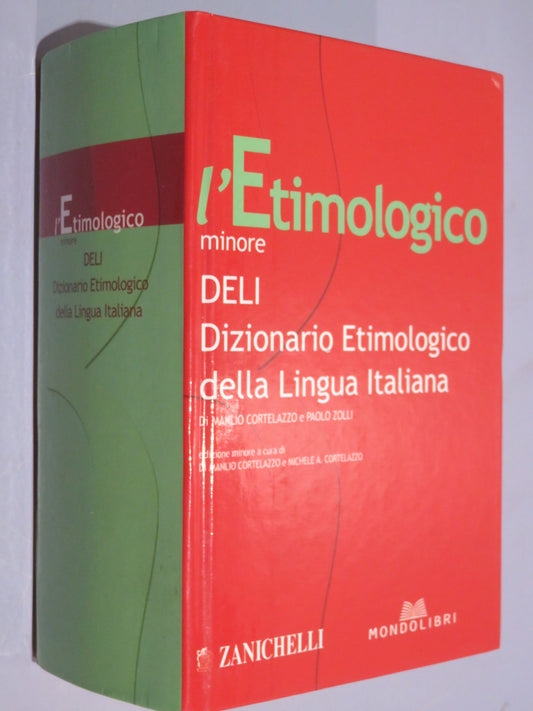 l'Etimologico
minore
DELI
Dizionario Etimologico
della Lingua Italiana
l'Etimologico
minore
DELI
Dizionario Etimologico
della Lingua Italiana
Di MANLIO CORTELAZZO e PAOLO ZOLLI
edizione minore a cura di
Di MANLIO CORTELAZZO e MICHELE A. CORTELAZZO
ZANICHELLI
MONDOLIBRI